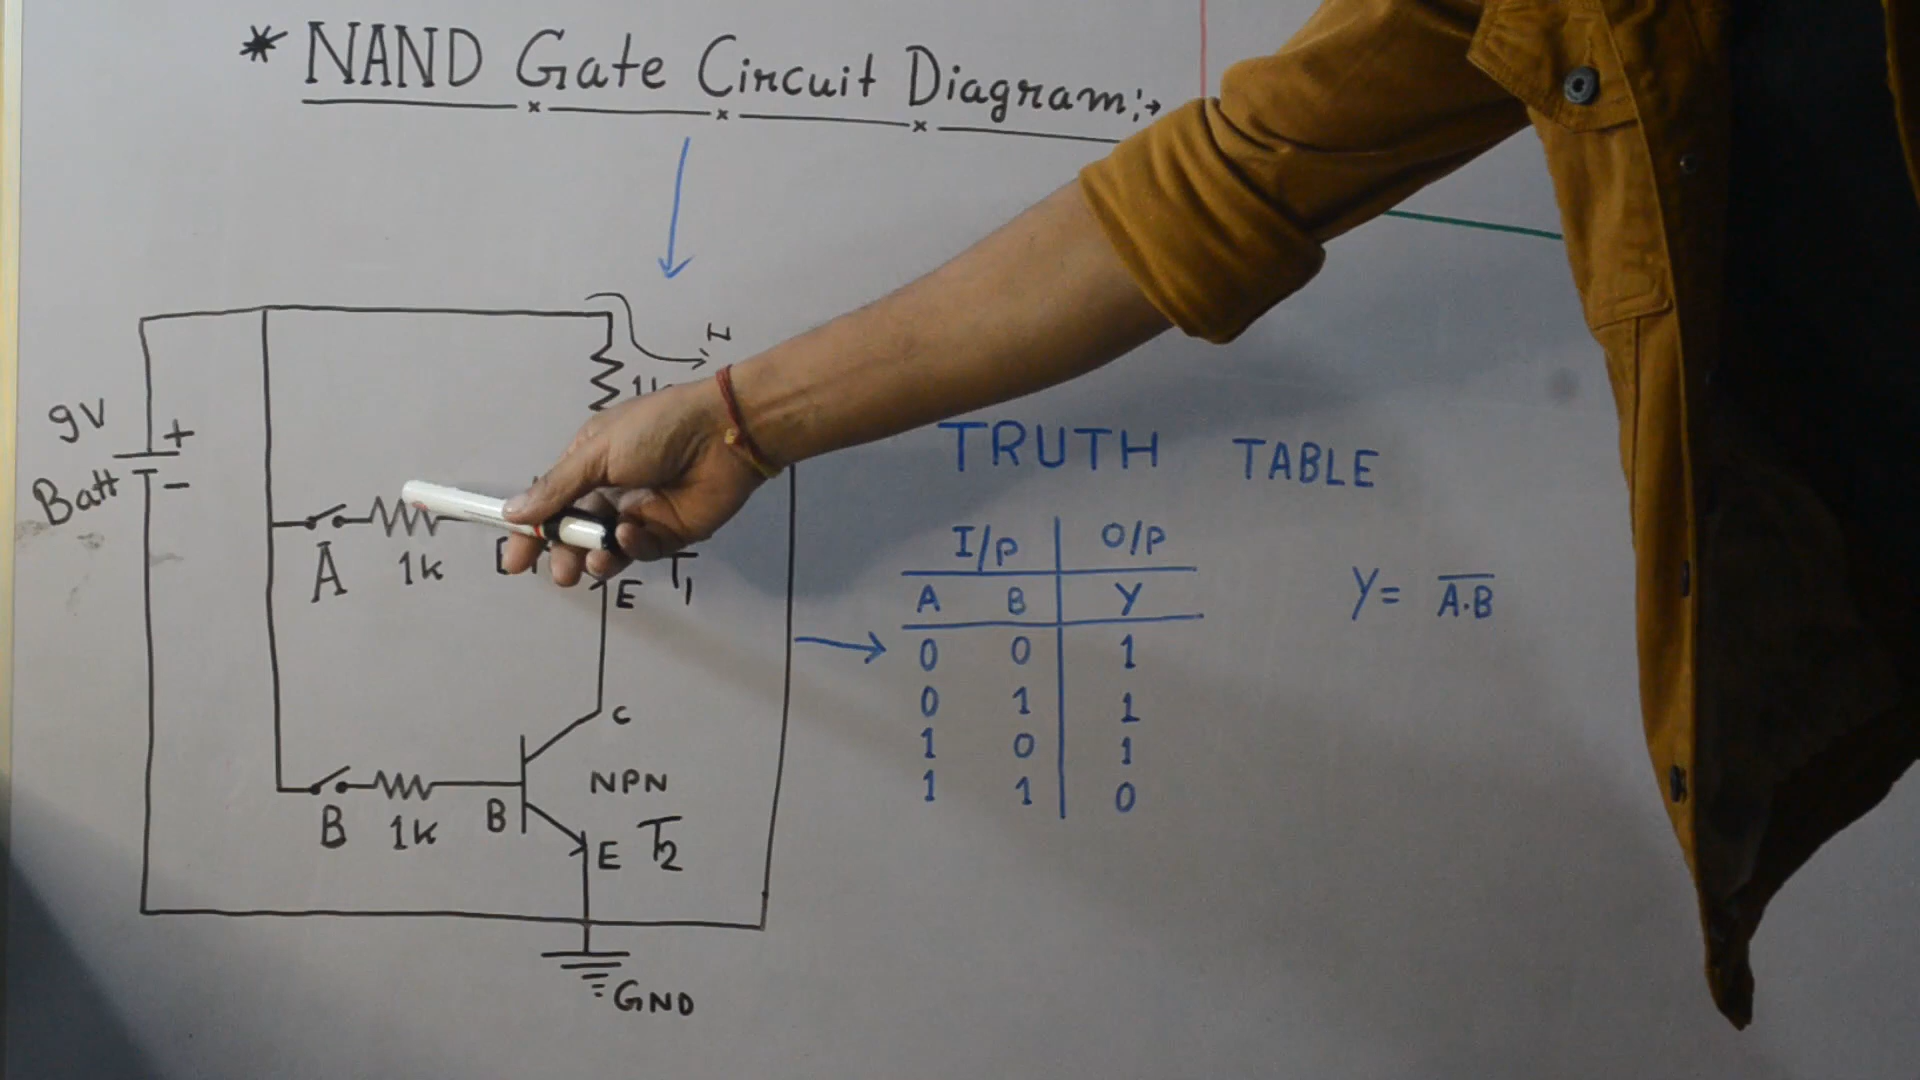 * NAND Gate Circuit Diagram:→
I
9V
+
Batt
-
A
1k
E
T1
C
NPN
B
1k
B
E
T2
GND
TRUTH TABLE
I/P O/P
A B Y
0 0 1
0 1 1
1 0 1
1 1 0
Y= \overline{A.B}